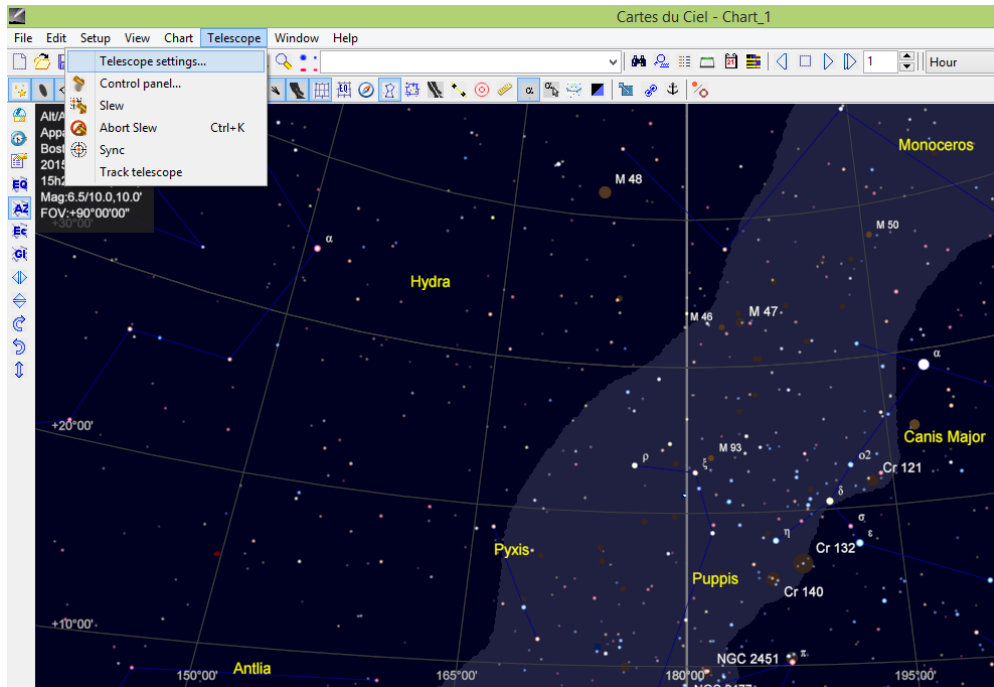 Cartes du Ciel - Chart_1
File Edit Setup View Chart Telescope Window Help
1 Hour
Telescope settings...
Control panel...
Slew
Abort Slew Ctrl+K
Sync
Track telescope
EQ
AZ
Ec
Gl
Mag:6.5/10.0,10.0'
FOV:+90°00'00"
+30°00'
Monoceros
M 48
M 50
α
Hydra
M 46
M 47
α
+20°00'
Canis Major
ρ
ξ
M 93
ο2
Cr 121
δ
σ
ε
η
Pyxis
Cr 132
Puppis
Cr 140
+10°00'
NGC 2451
π
Antlia
150°00'
165°00'
180°00'
195°00'